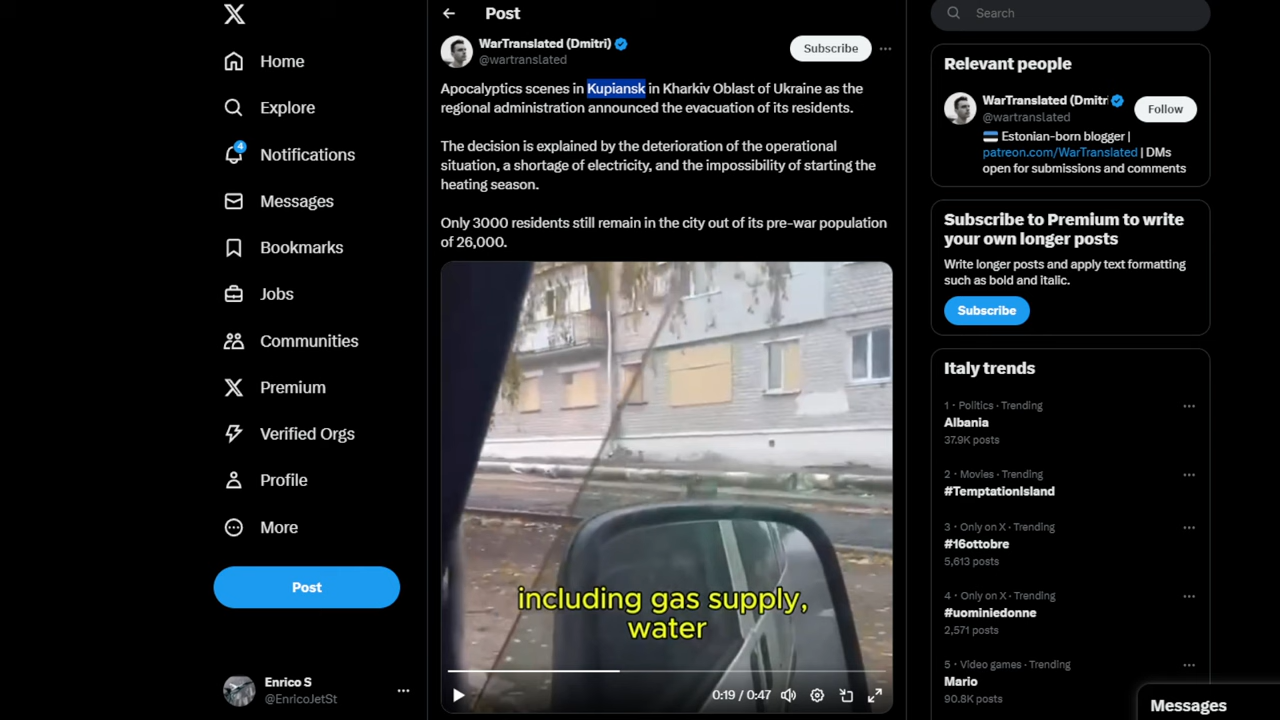 Home
Explore
4
Notifications
Messages
Bookmarks
Jobs
Communities
Premium
Verified Orgs
Profile
More
Post
Enrico S
@EnricoJetSt
Post
WarTranslated (Dmitri)
@wartranslated
Subscribe
Apocalyptics scenes in Kupiansk in Kharkiv Oblast of Ukraine as the
regional administration announced the evacuation of its residents.
The decision is explained by the deterioration of the operational
situation, a shortage of electricity, and the impossibility of starting the
heating season.
Only 3000 residents still remain in the city out of its pre-war population
of 26,000.
including gas supply,
water
0:19 / 0:47
Search
Relevant people
WarTranslated (Dmitr
@wartranslated
Follow
Estonian-born blogger |
patreon.com/WarTranslated | DMs
open for submissions and comments
Subscribe to Premium to write
your own longer posts
Write longer posts and apply text formatting
such as bold and italic.
Subscribe
Italy trends
1 · Politics · Trending
Albania
37.9K posts
2 · Movies · Trending
#TemptationIsland
3 · Only on X · Trending
#16ottobre
5,613 posts
4 · Only on X · Trending
#uominiedonne
2,571 posts
5 · Video games · Trending
Mario
90.8K posts
Messages